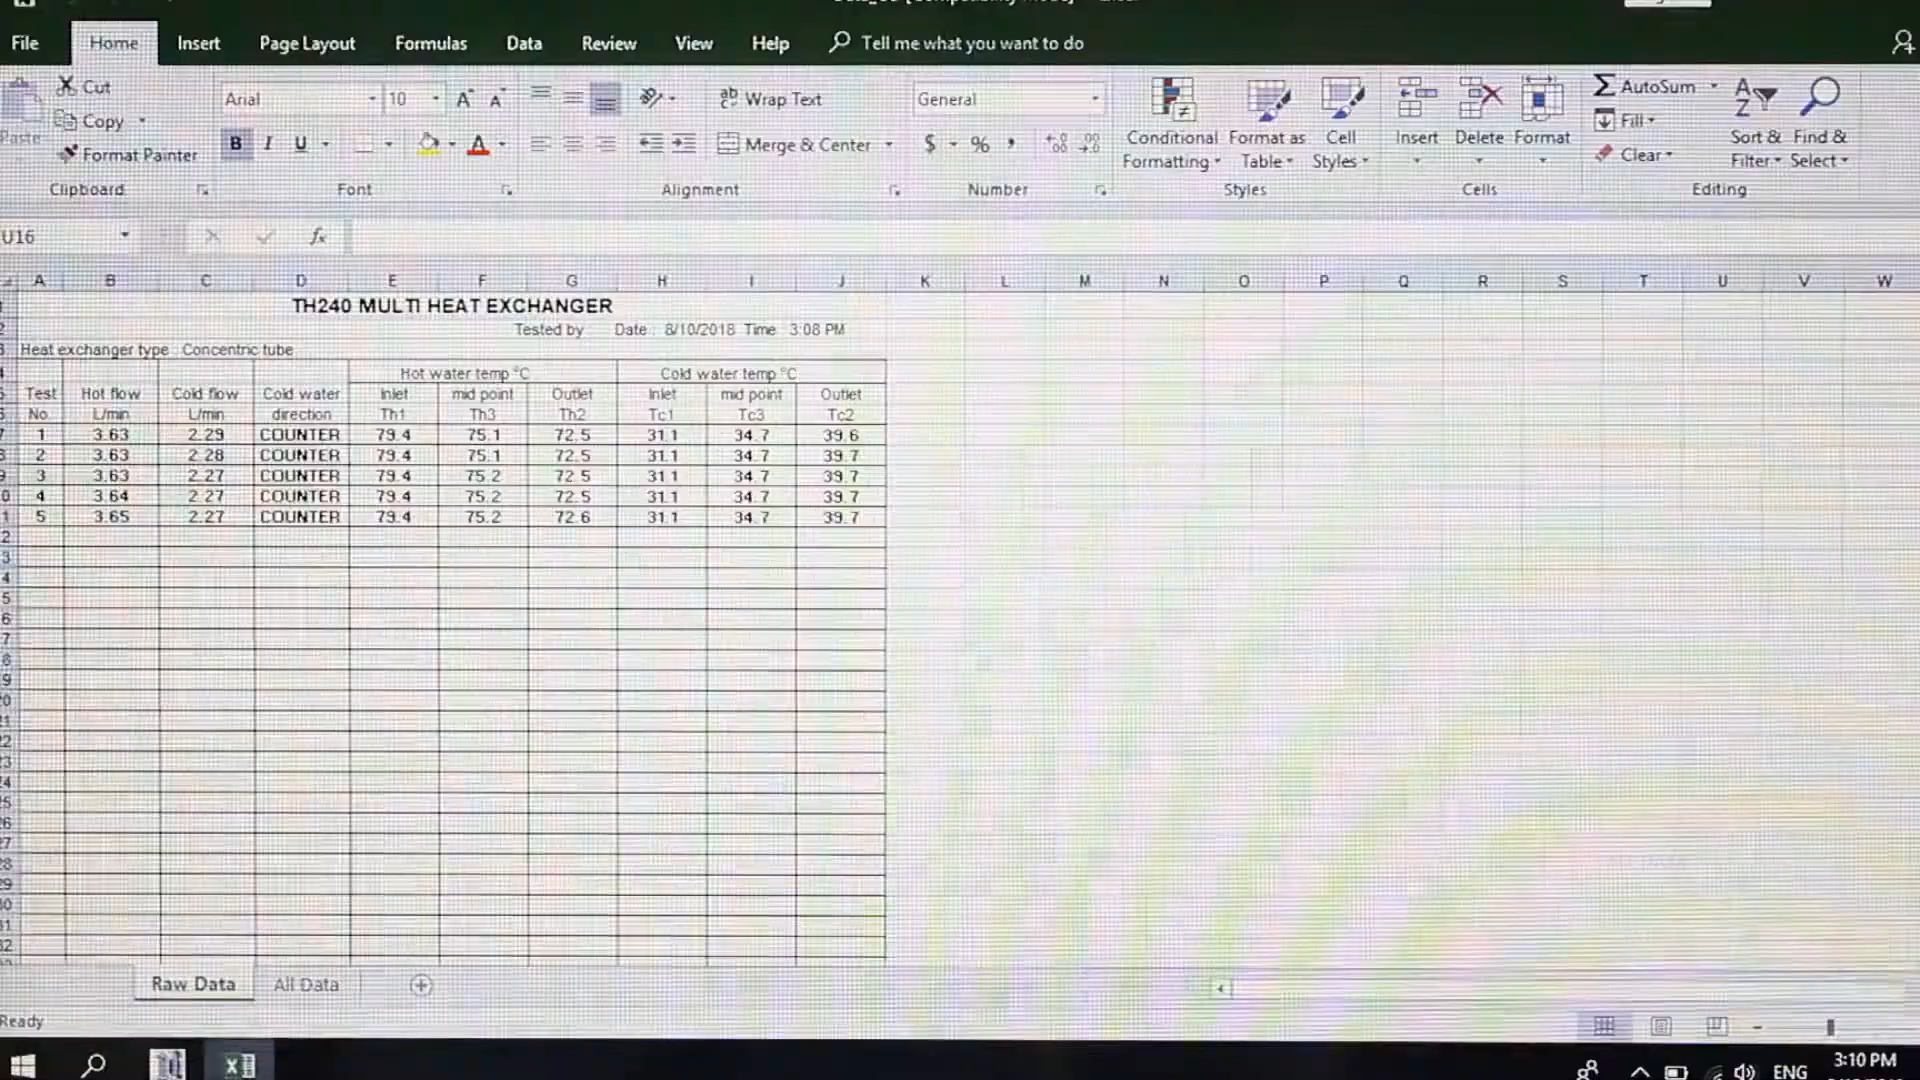 File Home Insert Page Layout Formulas Data Review View Help Tell me what you want to do
Cut
Copy
Paste
Format Painter
Clipboard
Arial 10
B I U
Font
Wrap Text
Merge & Center
Alignment
General
$ % ,
Number
Conditional Formatting
Format as Table
Cell Styles
Styles
Insert Delete Format
Cells
AutoSum
Fill
Clear
Sort & Filter
Find & Select
Editing
U16 fx
A B C D E F G H I J K L M N O P Q R S T U V W
TH240 MULTI HEAT EXCHANGER
Tested by Date : 8/10/2018 Time 3:08 PM
Heat exchanger type Concentric tube
Hot water temp °C Cold water temp °C
Test Hot flow Cold flow Cold water Inlet mid point Outlet Inlet mid point Outlet
No. L/min L/min direction Th1 Th3 Th2 Tc1 Tc3 Tc2
1 3.63 2.29 COUNTER 79.4 75.1 72.5 31.1 34.7 39.6
2 3.63 2.28 COUNTER 79.4 75.1 72.5 31.1 34.7 39.7
3 3.63 2.27 COUNTER 79.4 75.2 72.5 31.1 34.7 39.7
4 3.64 2.27 COUNTER 79.4 75.2 72.5 31.1 34.7 39.7
5 3.65 2.27 COUNTER 79.4 75.2 72.6 31.1 34.7 39.7
Raw Data All Data
Ready
ENG 3:10 PM